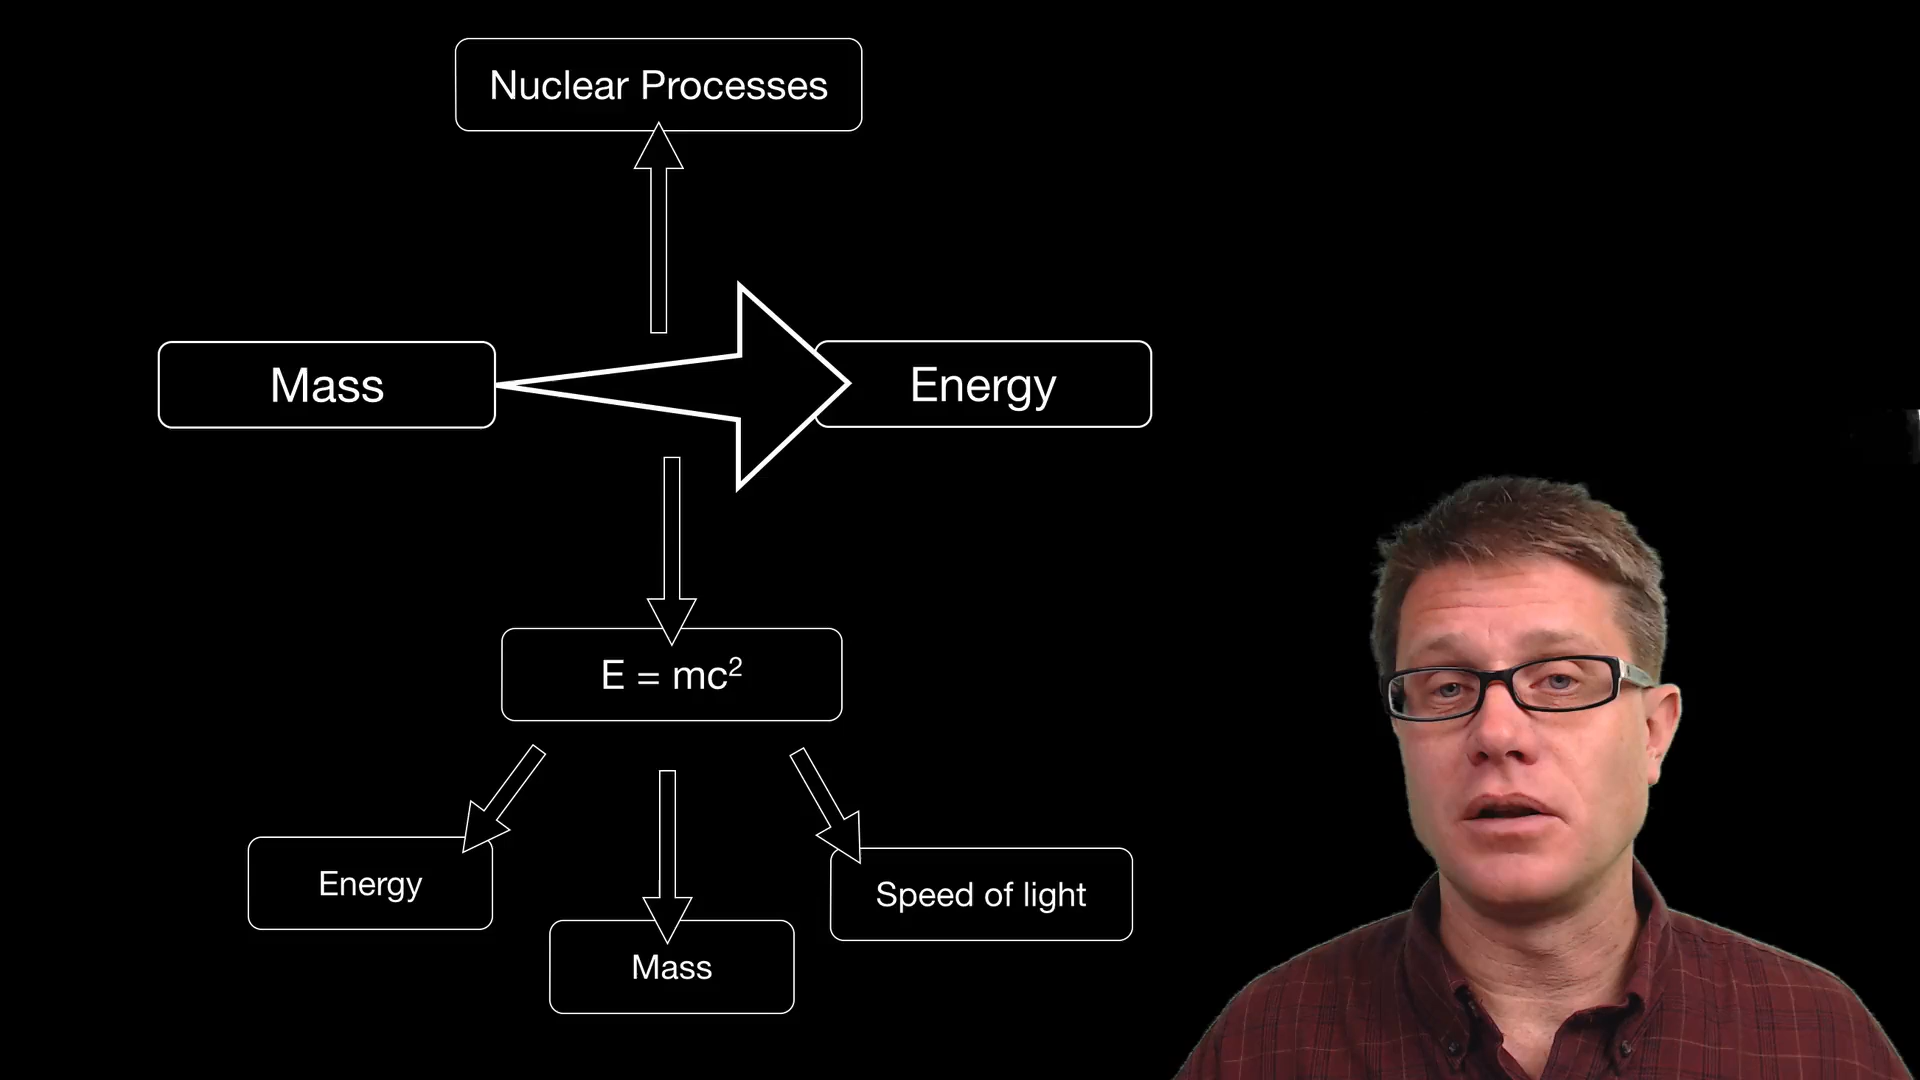 Nuclear Processes
Mass
Energy
E = mc²
Energy
Mass
Speed of light